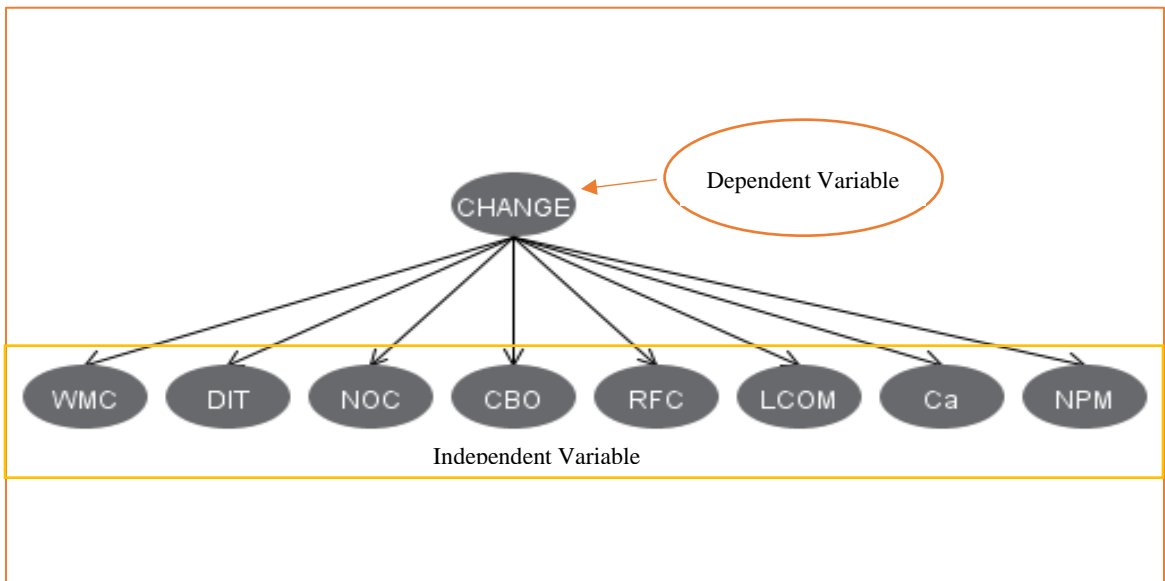 Dependent Variable
CHANGE
WMC DIT NOC CBO RFC LCOM Ca NPM
Independent Variable